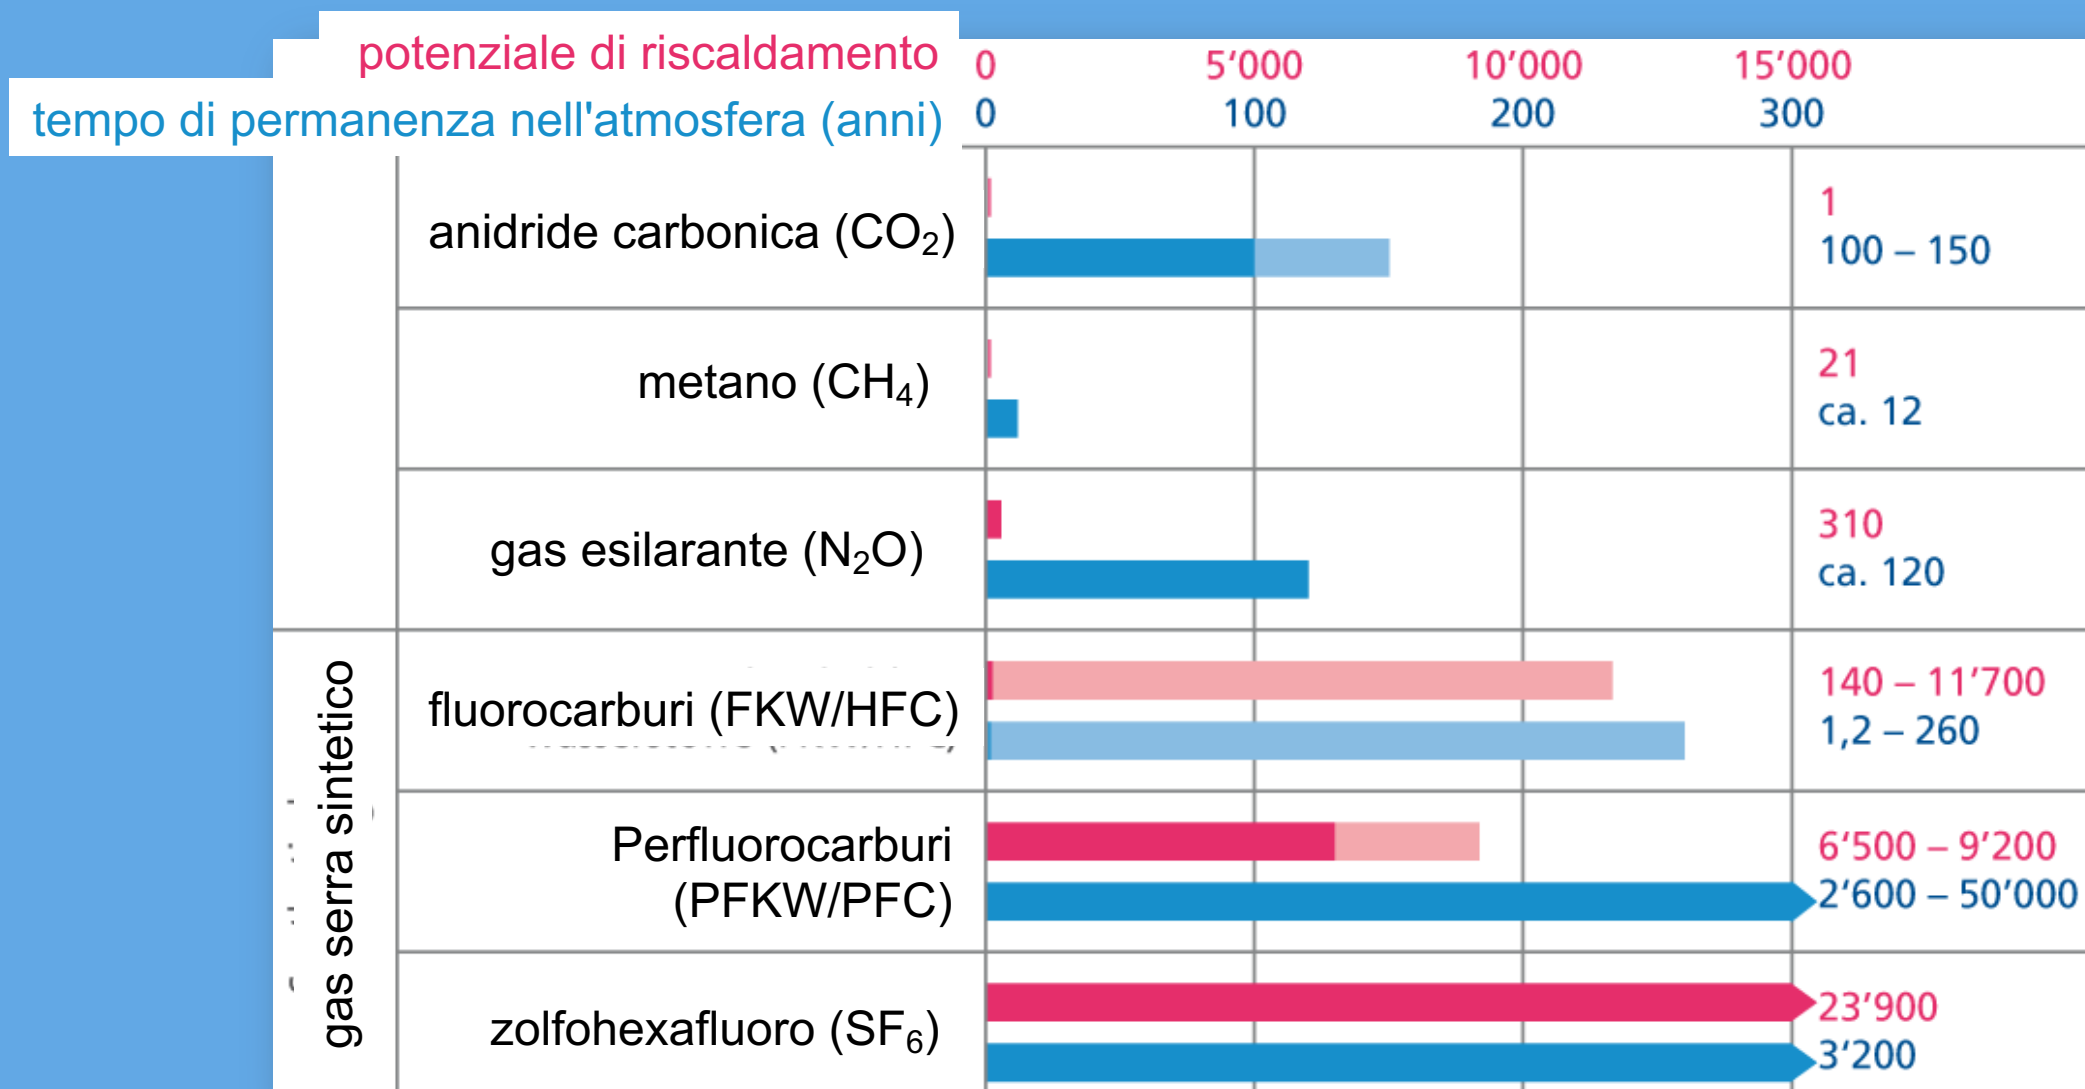 potenziale di riscaldamento
0 5‘000 10’000 15’000
tempo di permanenza nell'atmosfera (anni)
0 100 200 300
anidride carbonica (CO₂)
1
100 – 150
metano (CH₄)
21
ca. 12
gas esilarante (N₂O)
310
ca. 120
gas serra sintetico
fluorocarburi (FKW/HFC)
140 – 11’700
1,2 – 260
Perfluorocarburi
(PFKW/PFC)
6‘500 – 9‘200
2‘600 – 50’000
zolfohexafluoro (SF₆)
23’900
3‘200